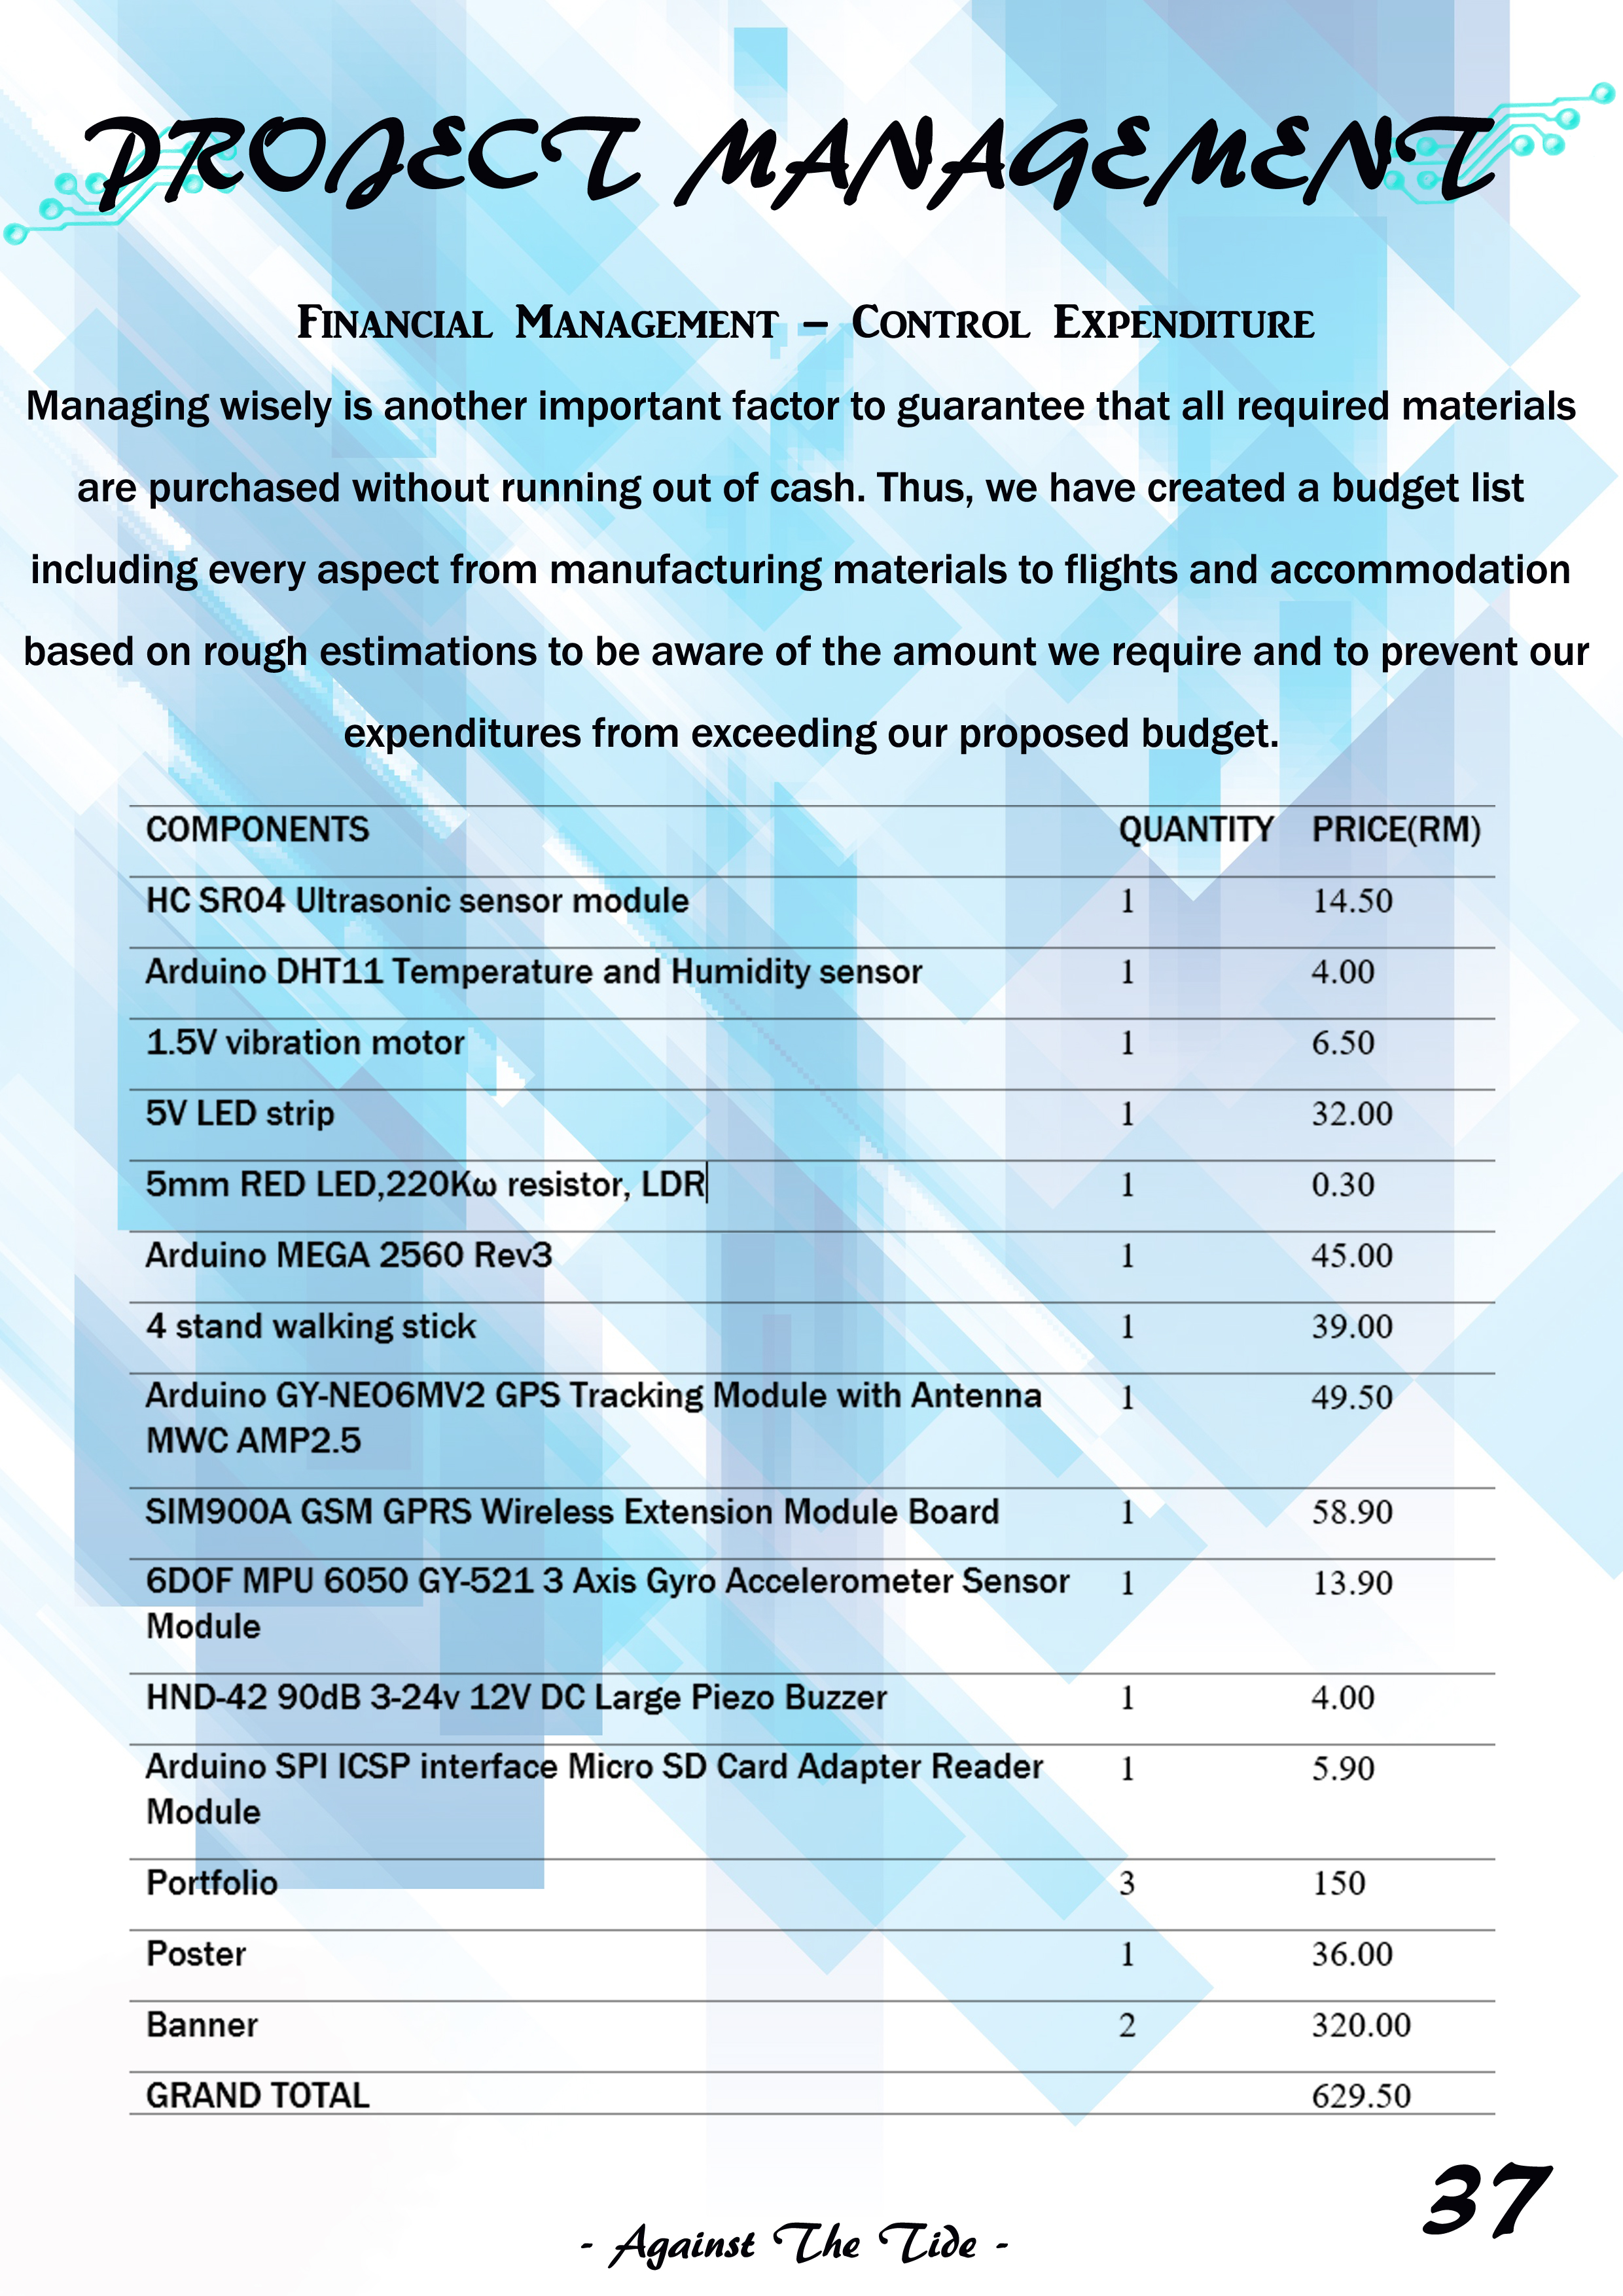 PROJECT MANAGEMENT
FINANCIAL MANAGEMENT – CONTROL EXPENDITURE
Managing wisely is another important factor to guarantee that all required materials
are purchased without running out of cash. Thus, we have created a budget list
including every aspect from manufacturing materials to flights and accommodation
based on rough estimations to be aware of the amount we require and to prevent our
expenditures from exceeding our proposed budget.
COMPONENTS QUANTITY PRICE(RM)
HC SR04 Ultrasonic sensor module 1 14.50
Arduino DHT11 Temperature and Humidity sensor 1 4.00
1.5V vibration motor 1 6.50
5V LED strip 1 32.00
5mm RED LED,220Kω resistor, LDR 1 0.30
Arduino MEGA 2560 Rev3 1 45.00
4 stand walking stick 1 39.00
Arduino GY-NEO6MV2 GPS Tracking Module with Antenna 1 49.50
MWC AMP2.5
SIM900A GSM GPRS Wireless Extension Module Board 1 58.90
6DOF MPU 6050 GY-521 3 Axis Gyro Accelerometer Sensor 1 13.90
Module
HND-42 90dB 3-24v 12V DC Large Piezo Buzzer 1 4.00
Arduino SPI ICSP interface Micro SD Card Adapter Reader 1 5.90
Module
Portfolio 3 150
Poster 1 36.00
Banner 2 320.00
GRAND TOTAL 629.50
37
- Against The Tide -